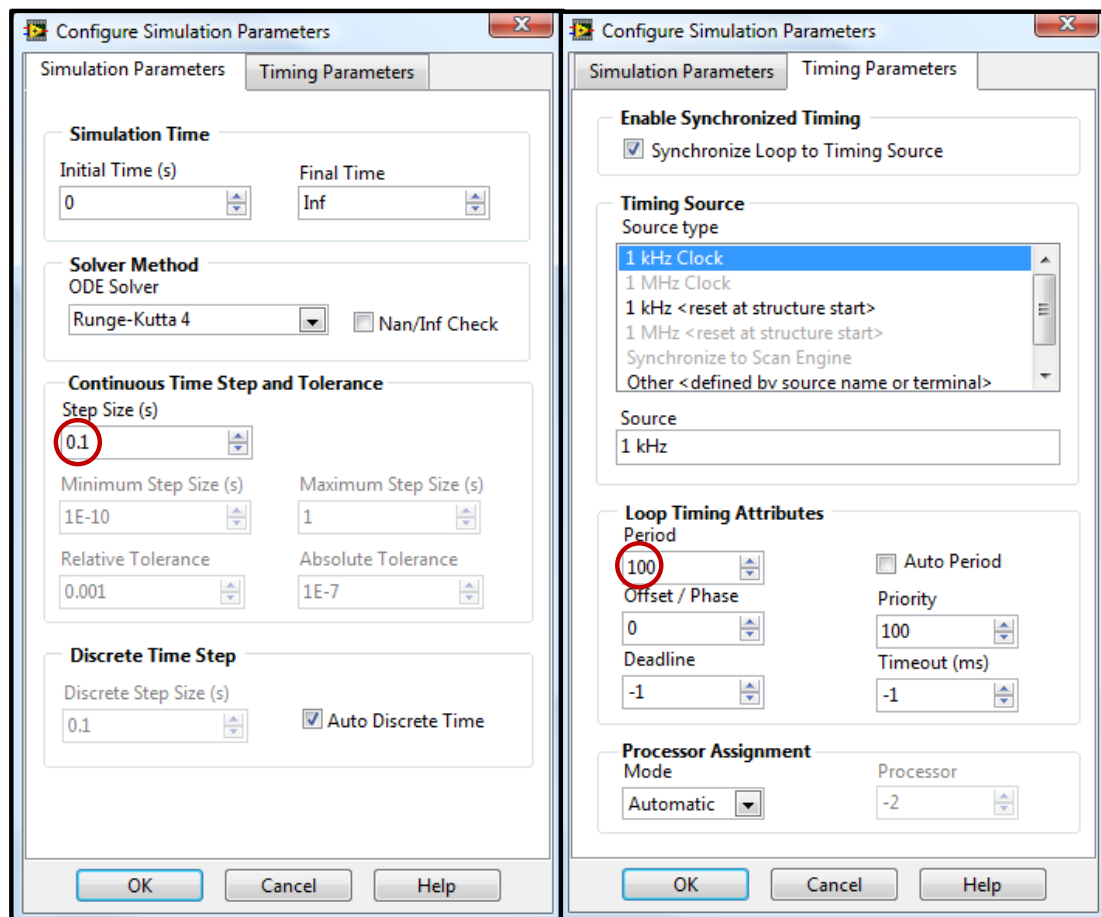 Configure Simulation Parameters
Simulation Parameters
Timing Parameters
Simulation Time
Initial Time (s)
Final Time
0
Inf
Solver Method
ODE Solver
Runge-Kutta 4
Nan/Inf Check
Continuous Time Step and Tolerance
Step Size (s)
0.1
Minimum Step Size (s)
Maximum Step Size (s)
1E-10
1
Relative Tolerance
Absolute Tolerance
0.001
1E-7
Discrete Time Step
Discrete Step Size (s)
0.1
Auto Discrete Time
OK
Cancel
Help
Configure Simulation Parameters
Simulation Parameters
Timing Parameters
Enable Synchronized Timing
Synchronize Loop to Timing Source
Timing Source
Source type
1 kHz Clock
1 MHz Clock
1 kHz <reset at structure start>
1 MHz <reset at structure start>
Synchronize to Scan Engine
Other <defined by source name or terminal>
Source
1 kHz
Loop Timing Attributes
Period
100
Auto Period
Offset / Phase
Priority
0
100
Deadline
Timeout (ms)
-1
-1
Processor Assignment
Mode
Processor
Automatic
-2
OK
Cancel
Help